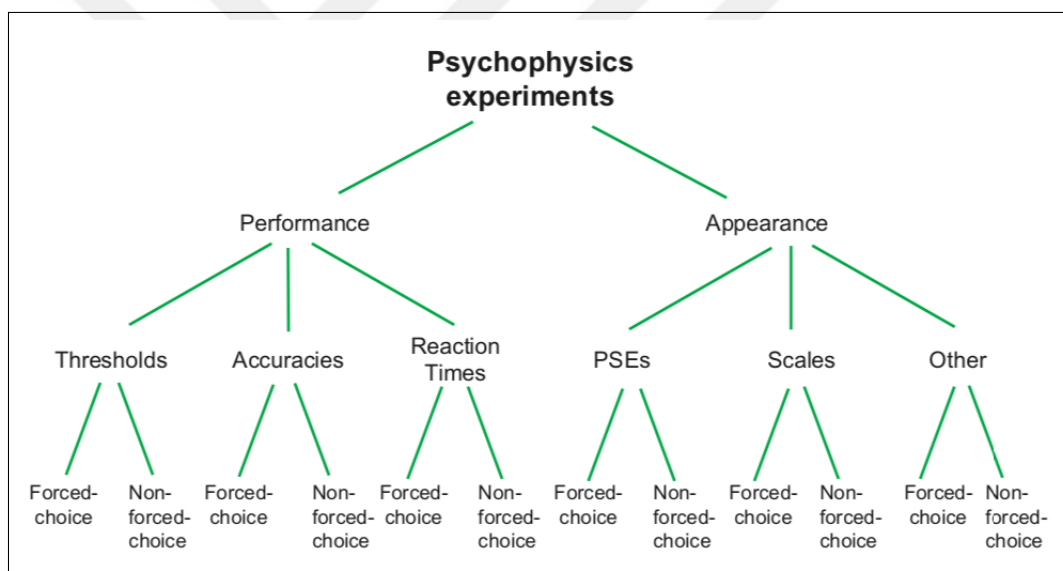 Psychophysics
experiments
Performance
Appearance
Thresholds
Accuracies
Reaction
Times
PSEs
Scales
Other
Forced-
choice
Non-
forced-
choice
Forced-
choice
Non-
forced-
choice
Forced-
choice
Non-
forced-
choice
Forced-
choice
Non-
forced-
choice
Forced-
choice
Non-
forced-
choice
Forced-
choice
Non-
forced-
choice